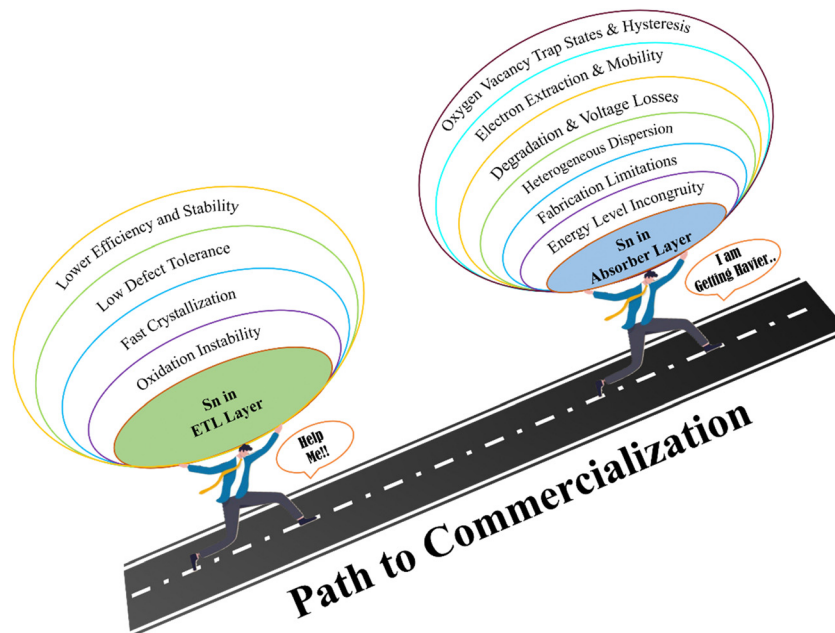 Oxygen Vacancy Trap States & Hysteresis
Electron Extraction & Mobility
Degradation & Voltage Losses
Heterogeneous Dispersion
Fabrication Limitations
Energy Level Incongruity
Sn in
Absorber Layer
I am
Getting Havier..
Lower Efficiency and Stability
Low Defect Tolerance
Fast Crystallization
Oxidation Instability
Sn in
ETL Layer
Help
Me!!
Path to Commercialization